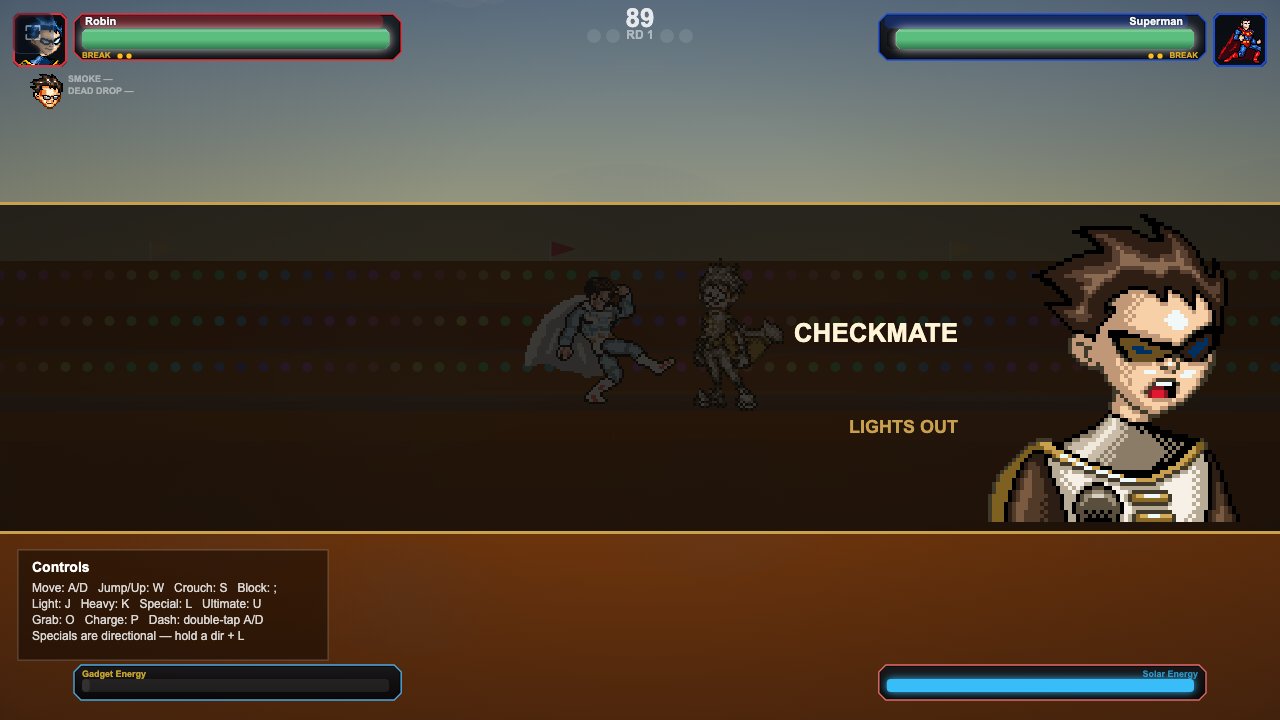 Robin
BREAK
SMOKE —
DEAD DROP —
89
RD 1
Superman
BREAK
CHECKMATE
LIGHTS OUT
Controls
Move: A/D   Jump/Up: W   Crouch: S   Block: ;
Light: J   Heavy: K   Special: L   Ultimate: U
Grab: O   Charge: P   Dash: double-tap A/D
Specials are directional — hold a dir + L
Gadget Energy
Solar Energy